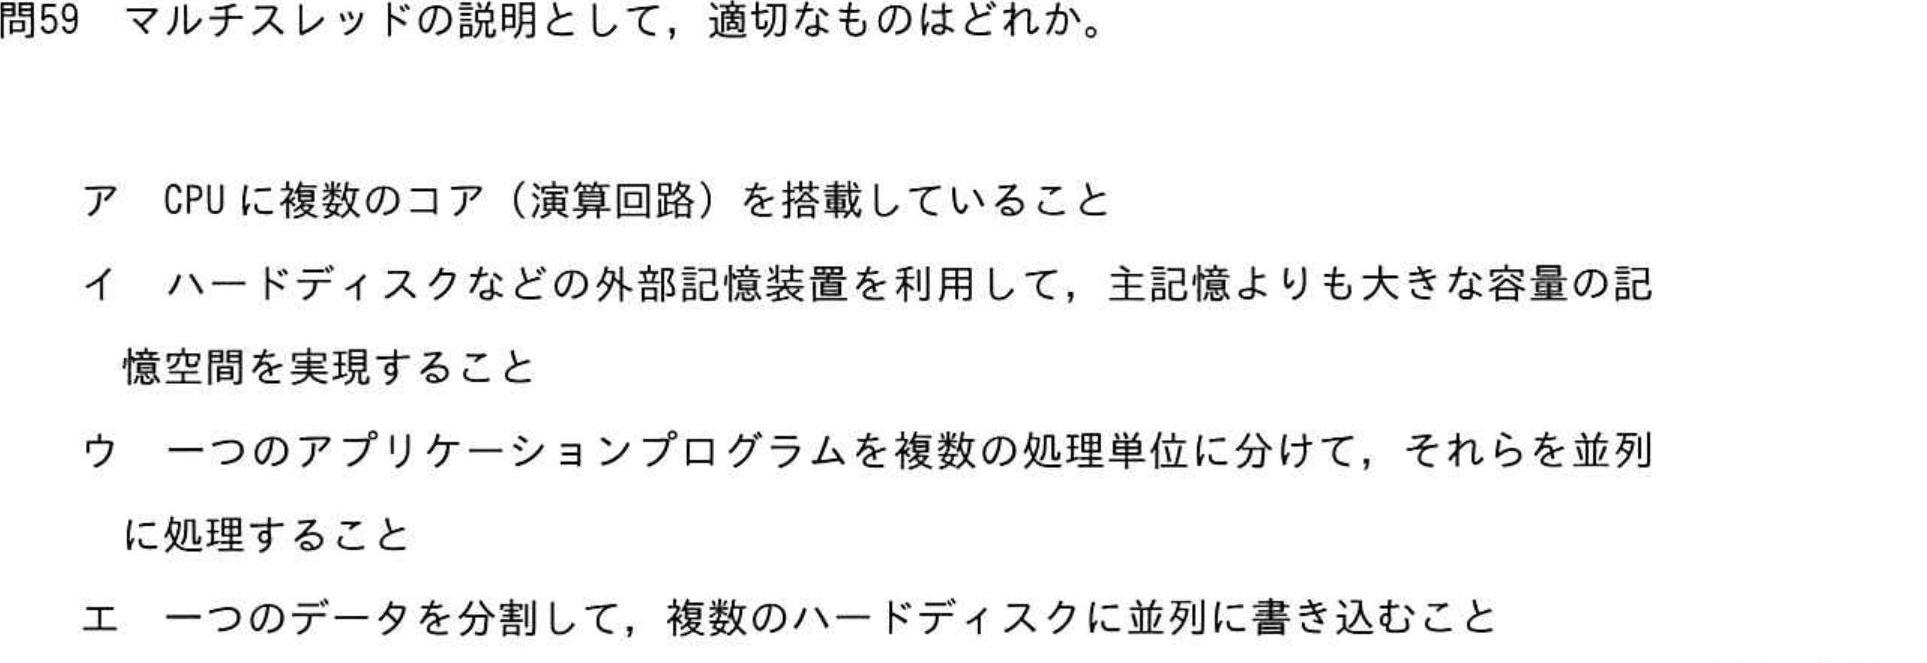 問59　マルチスレッドの説明として，適切なものはどれか。
ア　CPUに複数のコア（演算回路）を搭載していること
イ　ハードディスクなどの外部記憶装置を利用して，主記憶よりも大きな容量の記
憶空間を実現すること
ウ　一つのアプリケーションプログラムを複数の処理単位に分けて，それらを並列
に処理すること
エ　一つのデータを分割して，複数のハードディスクに並列に書き込むこと